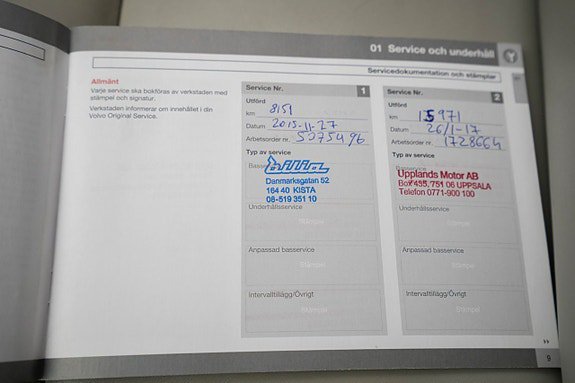 01 Service och underhåll
Servicedokumentation och stämplar
Allmänt
Varje service ska bokföras av verkstaden med
stämpel och signatur.
Verkstaden informerar om innehållet i din
Volvo Original Service.
Service Nr. 1
Utförd
km 8151
Datum 2015-11-27
Arbetsorder nr. 5075496
Typ av service
bilia
Danmarksgatan 52
164 40 KISTA
08-519 351 10
Underhållsservice
Stämpel
Anpassad basservice
Stämpel
Intervalltillägg/Övrigt
Stämpel
Service Nr. 2
Utförd
km 15971
Datum 26/1-17
Arbetsorder nr. 1728664
Typ av service
Upplands Motor AB
Box 455, 751 06 UPPSALA
Telefon 0771-900 100
Underhållsservice
Stämpel
Anpassad basservice
Stämpel
Intervalltillägg/Övrigt
Stämpel
9